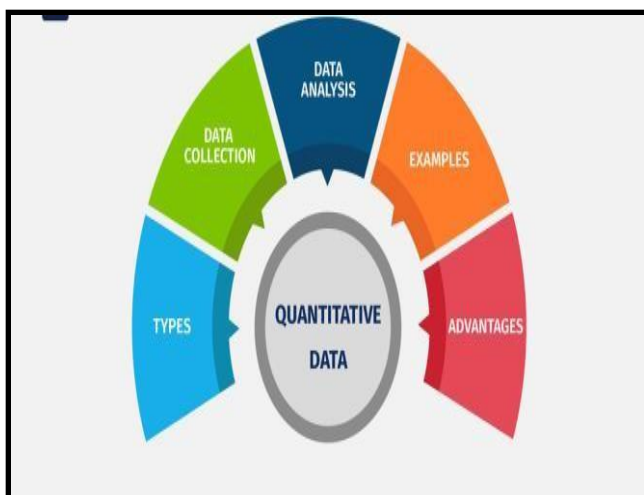 DATA
ANALYSIS
DATA
COLLECTION
EXAMPLES
TYPES
QUANTITATIVE
DATA
ADVANTAGES